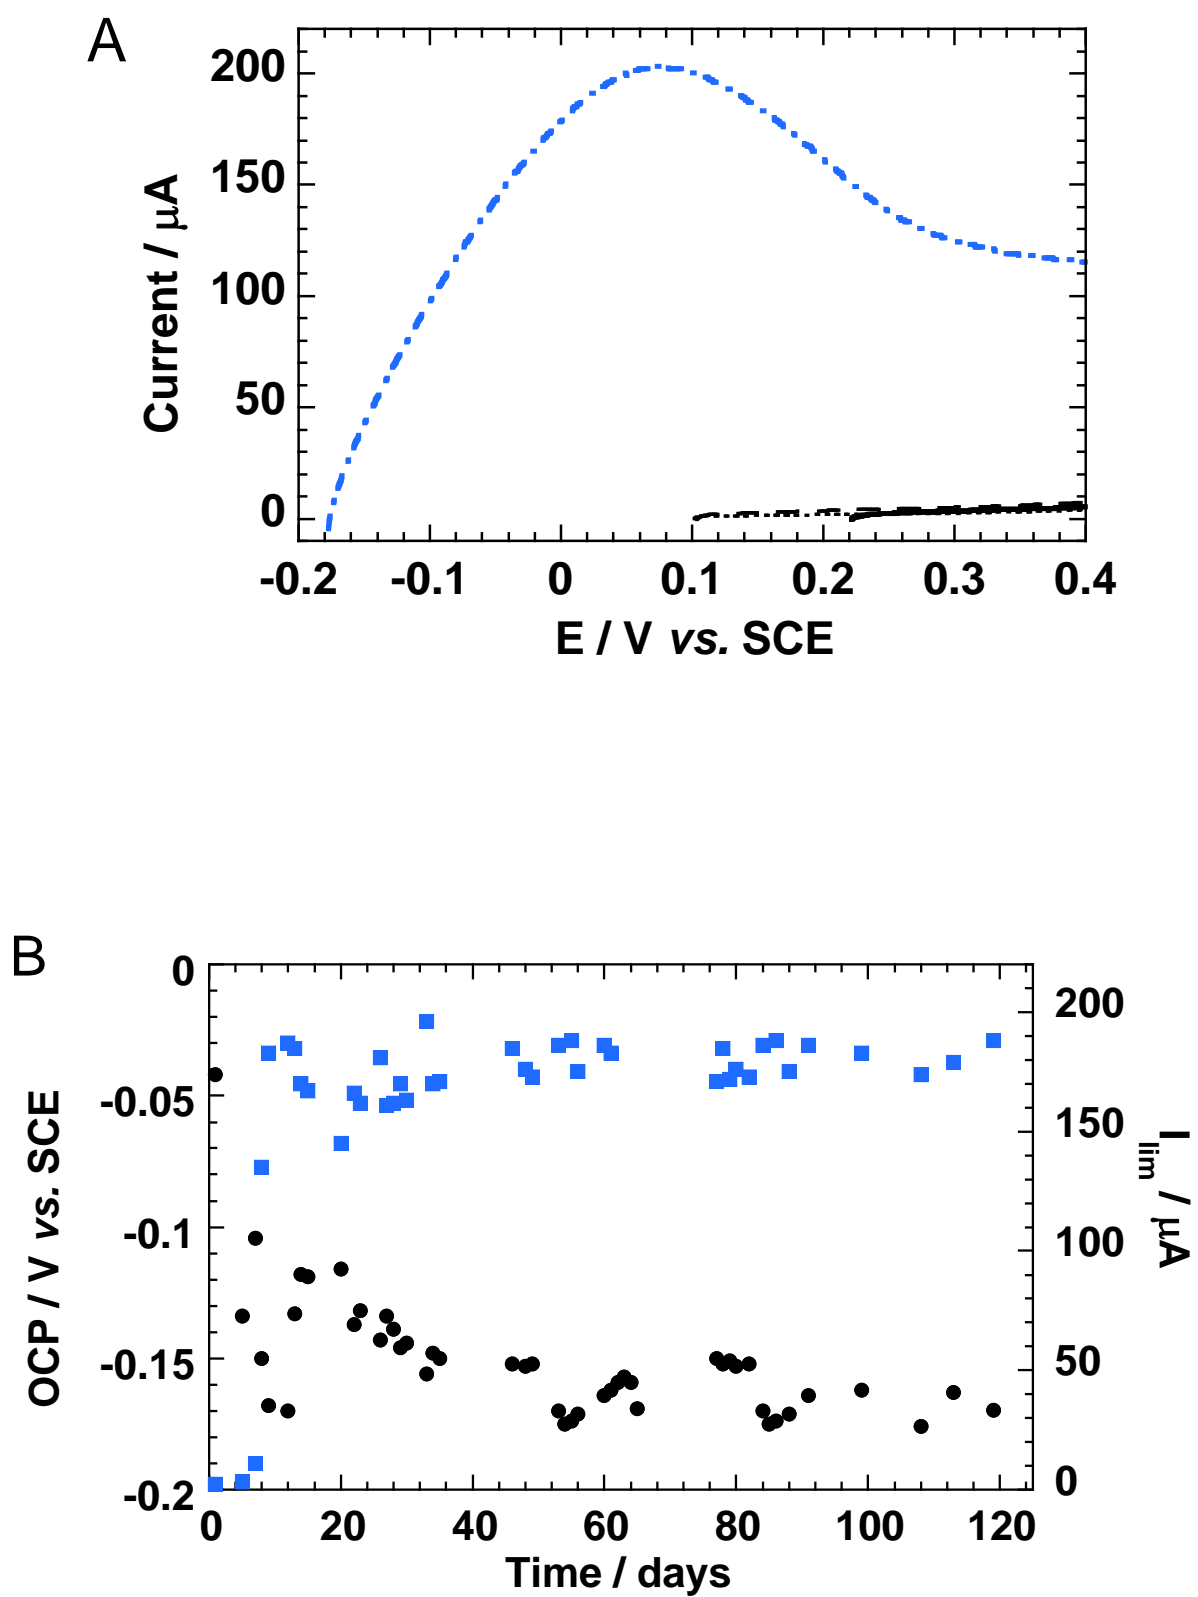 A
200
150
100
50
0
Current / μA
-0.2 -0.1 0 0.1 0.2 0.3 0.4
E / V vs. SCE
B
0
-0.05
-0.1
-0.15
-0.2
OCP / V vs. SCE
200
150
100
50
0
Ilim / μA
0 20 40 60 80 100 120
Time / days